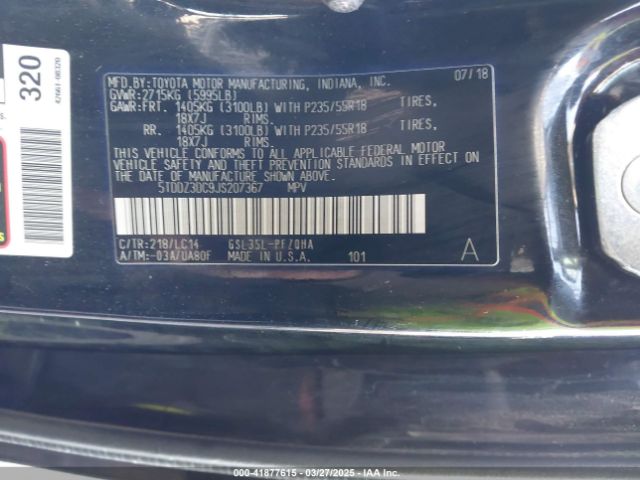 MFD.BY:TOYOTA MOTOR MANUFACTURING, INDIANA, INC. 07/18
GVWR:2715KG (5995LB)
GAWR:FRT. 1405KG (3100LB) WITH P235/55R18 TIRES,
18X7J RIMS.
RR. 1405KG (3100LB) WITH P235/55R18 TIRES,
18X7J RIMS.
THIS VEHICLE CONFORMS TO ALL APPLICABLE FEDERAL MOTOR
VEHICLE SAFETY AND THEFT PREVENTION STANDARDS IN EFFECT
ON THE DATE OF MANUFACTURE SHOWN ABOVE.
5TDDZ3DC9JS207367 MPV
C/TR:218/LC14 GSL35L-PFZQHA
A/TM:-03A/UA80F MADE IN U.S.A. 101 A
320
42661-08320
000-41877615 - 03/27/2025 - IAA